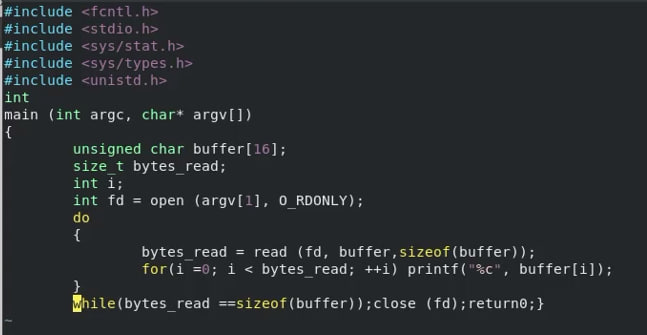 #include <fcntl.h>
#include <stdio.h>
#include <sys/stat.h>
#include <sys/types.h>
#include <unistd.h>
int
main (int argc, char* argv[])
{
        unsigned char buffer[16];
        size_t bytes_read;
        int i;
        int fd = open (argv[1], O_RDONLY);
        do
        {
                bytes_read = read (fd, buffer,sizeof(buffer));
                for(i =0; i < bytes_read; ++i) printf("%c", buffer[i]);
        }
        while(bytes_read ==sizeof(buffer));close (fd);return0;}
~